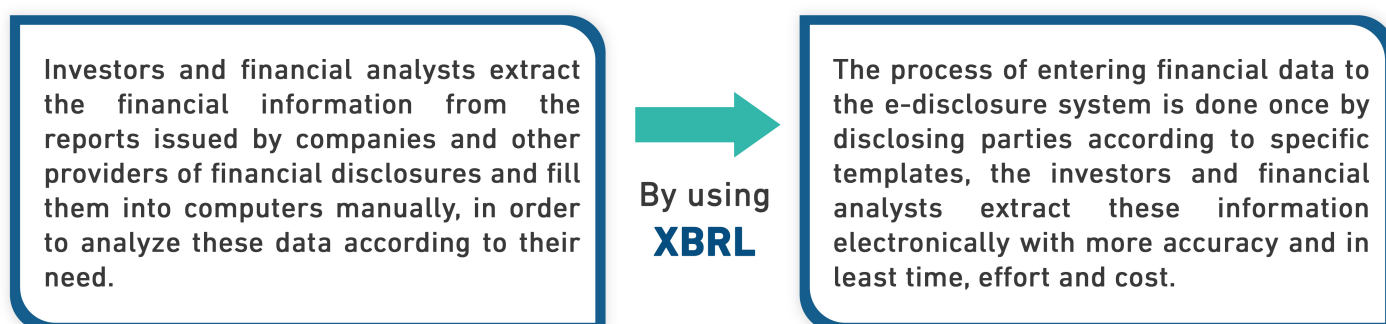 Investors and financial analysts extract
the financial information from the
reports issued by companies and other
providers of financial disclosures and fill
them into computers manually, in order
to analyze these data according to their
need.
By using
XBRL
The process of entering financial data to
the e-disclosure system is done once by
disclosing parties according to specific
templates, the investors and financial
analysts extract these information
electronically with more accuracy and in
least time, effort and cost.